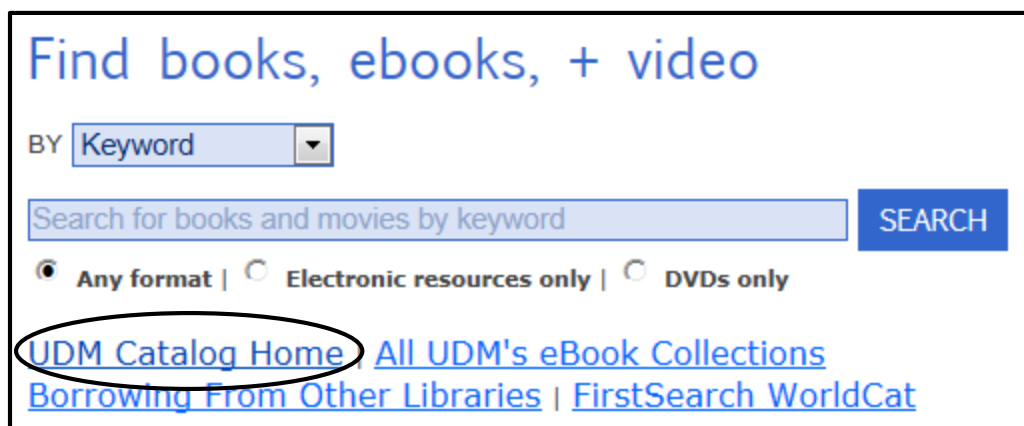 Find books, ebooks, + video
BY Keyword
Search for books and movies by keyword SEARCH
Any format | Electronic resources only | DVDs only
UDM Catalog Home | All UDM's eBook Collections
Borrowing From Other Libraries | FirstSearch WorldCat